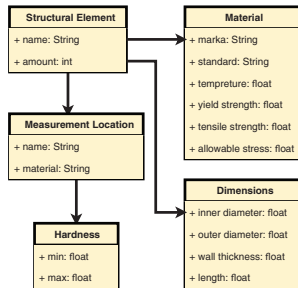 Structural Element
+ name: String
+ amount: int
Material
+ marka: String
+ standard: String
+ tempreture: float
+ yield strength: float
+ tensile strength: float
+ allowable stress: float
Measurement Location
+ name: String
+ material: String
Dimensions
+ inner diameter: float
+ outer diameter: float
+ wall thickness: float
+ length: float
Hardness
+ min: float
+ max: float